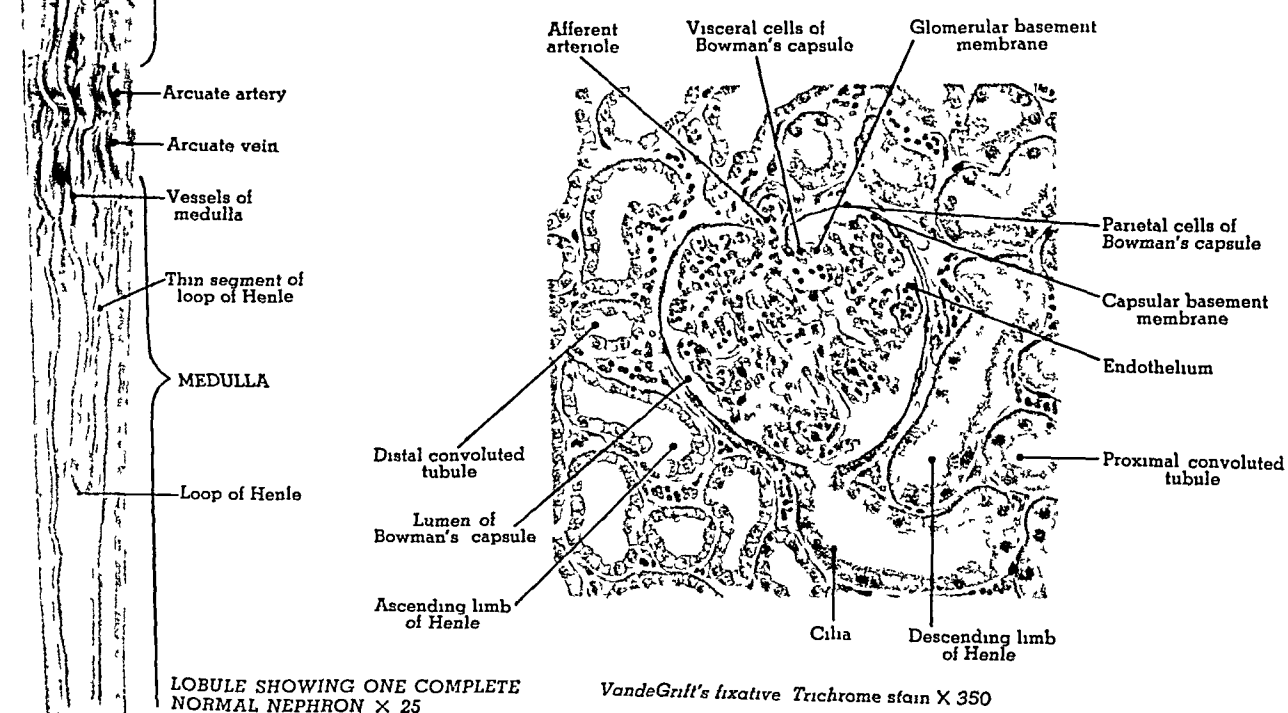 Arcuate artery
Arcuate vein
Vessels of
medulla
Thin segment of
loop of Henle
MEDULLA
Loop of Henle
LOBULE SHOWING ONE COMPLETE
NORMAL NEPHRON X 25
Afferent
arteriole
Visceral cells of
Bowman's capsule
Glomerular basement
membrane
Parietal cells of
Bowman's capsule
Capsular basement
membrane
Endothelium
Proximal convoluted
tubule
Distal convoluted
tubule
Lumen of
Bowman's capsule
Ascending limb
of Henle
Cilia
Descending limb
of Henle
VandeGrift's fixative Trichrome stain X 350